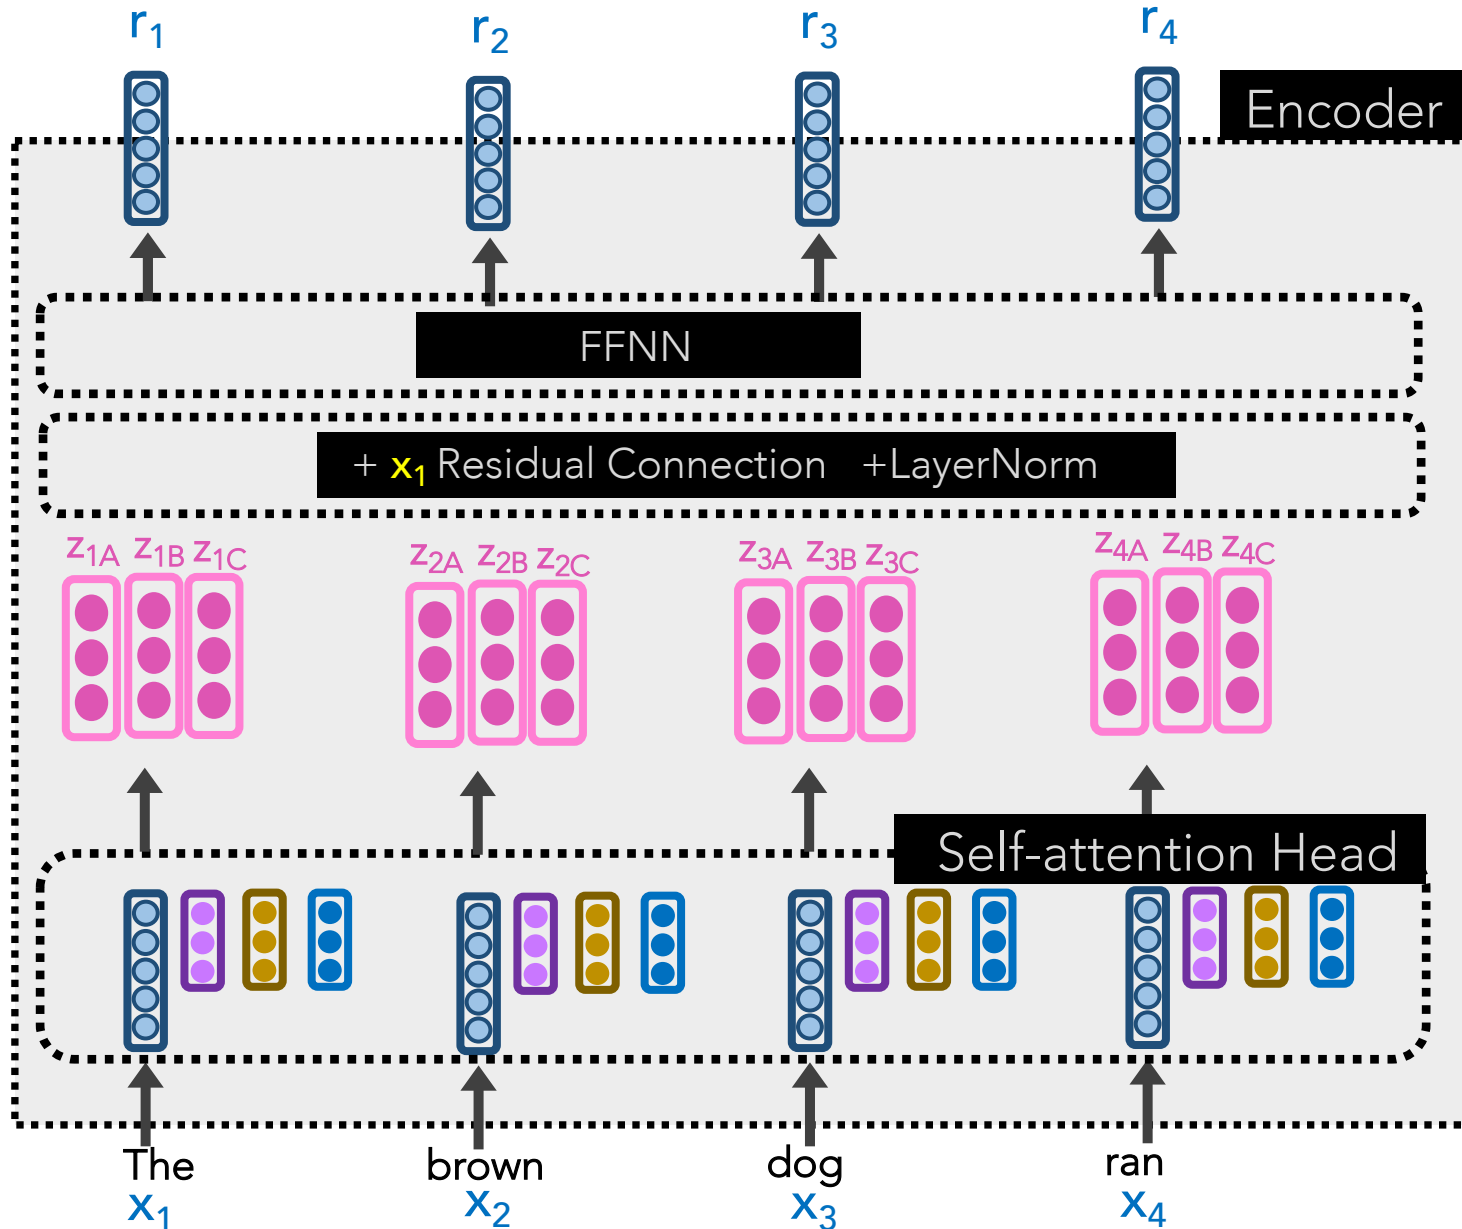 r1 r2 r3 r4
Encoder
FFNN
+ x1 Residual Connection +LayerNorm
z1A z1B z1C z2A z2B z2C z3A z3B z3C z4A z4B z4C
Self-attention Head
The brown dog ran
x1 x2 x3 x4